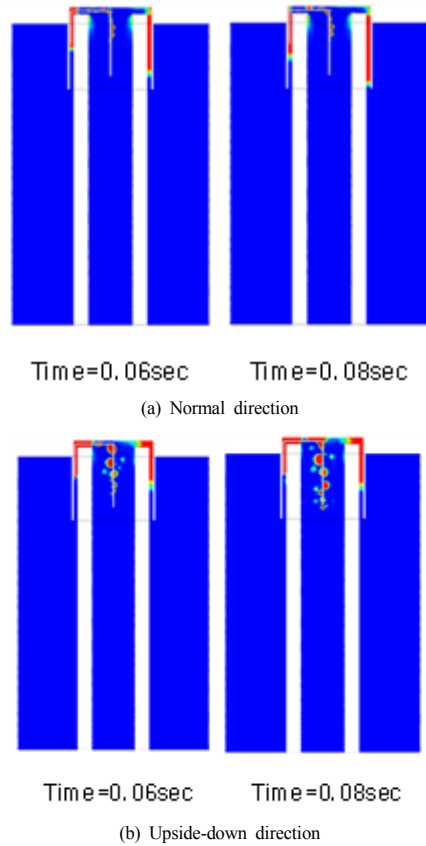 Time=0.06sec Time=0.08sec
(a) Normal direction
Time=0.06sec Time=0.08sec
(b) Upside-down direction